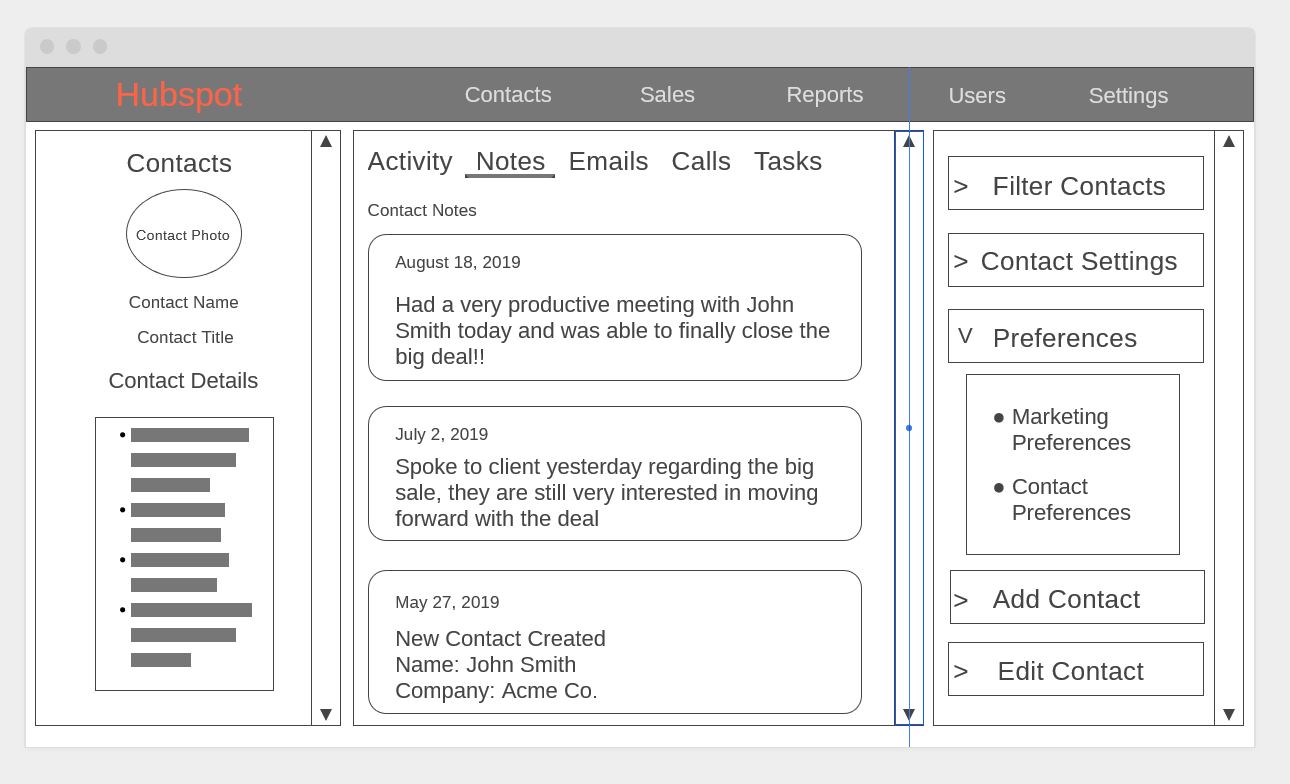 Hubspot Contacts Sales Reports Users Settings
Contacts
Contact Photo
Contact Name
Contact Title
Contact Details
Activity Notes Emails Calls Tasks
Contact Notes
August 18, 2019
Had a very productive meeting with John
Smith today and was able to finally close the
big deal!!
July 2, 2019
Spoke to client yesterday regarding the big
sale, they are still very interested in moving
forward with the deal
May 27, 2019
New Contact Created
Name: John Smith
Company: Acme Co.
> Filter Contacts
> Contact Settings
V Preferences
● Marketing
Preferences
● Contact
Preferences
> Add Contact
> Edit Contact